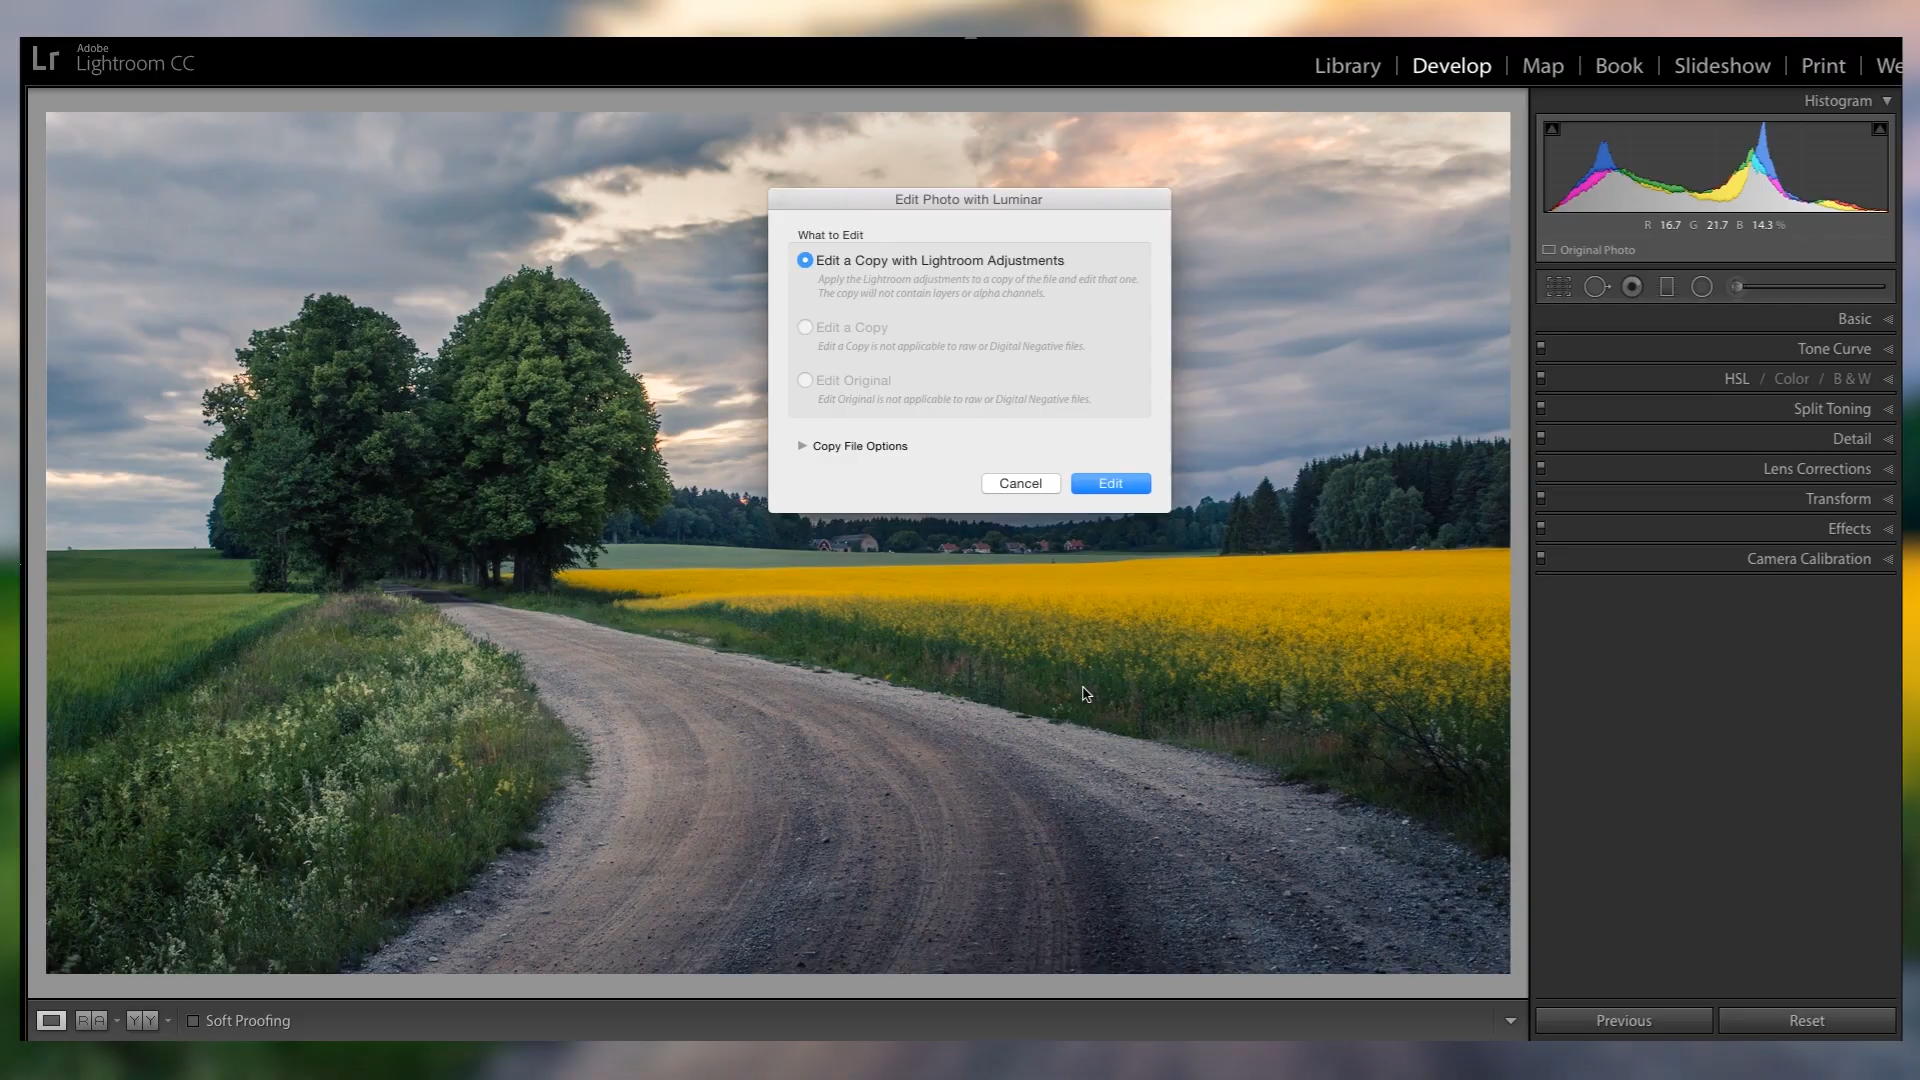 Lr
Adobe
Lightroom CC
Library | Develop | Map | Book | Slideshow | Print | We
Histogram
R 16.7 G 21.7 B 14.3 %
Original Photo
Basic
Tone Curve
HSL / Color / B & W
Split Toning
Detail
Lens Corrections
Transform
Effects
Camera Calibration
Edit Photo with Luminar
What to Edit
Edit a Copy with Lightroom Adjustments
Apply the Lightroom adjustments to a copy of the file and edit that one.
The copy will not contain layers or alpha channels.
Edit a Copy
Edit a Copy is not applicable to raw or Digital Negative files.
Edit Original
Edit Original is not applicable to raw or Digital Negative files.
Copy File Options
Cancel
Edit
R A
Y Y
Soft Proofing
Previous
Reset